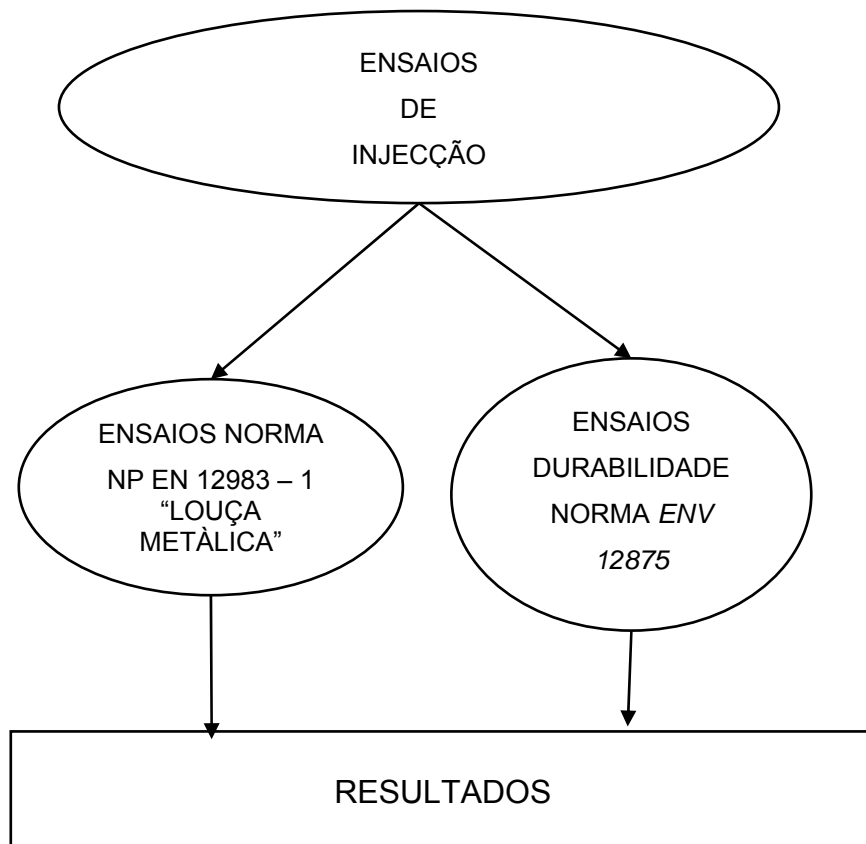 ENSAIOS
DE
INJECÇÃO
ENSAIOS NORMA
NP EN 12983 – 1
“LOUÇA
METÀLICA”
ENSAIOS
DURABILIDADE
NORMA ENV
12875
RESULTADOS